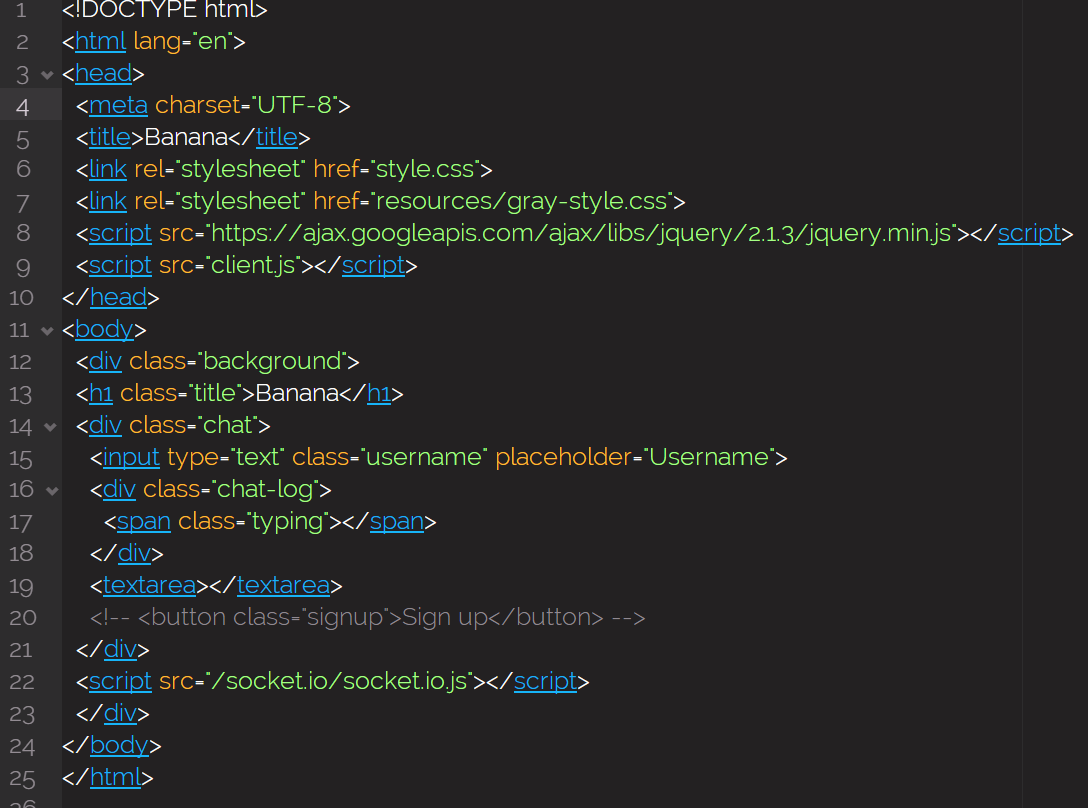 1 <!DOCTYPE html>
2 <html lang="en">
3 <head>
4 <meta charset="UTF-8">
5 <title>Banana</title>
6 <link rel="stylesheet" href="style.css">
7 <link rel="stylesheet" href="resources/gray-style.css">
8 <script src="https://ajax.googleapis.com/ajax/libs/jquery/2.1.3/jquery.min.js"></script>
9 <script src="client.js"></script>
10 </head>
11 <body>
12 <div class="background">
13 <h1 class="title">Banana</h1>
14 <div class="chat">
15 <input type="text" class="username" placeholder="Username">
16 <div class="chat-log">
17 <span class="typing"></span>
18 </div>
19 <textarea></textarea>
20 <!-- <button class="signup">Sign up</button> -->
21 </div>
22 <script src="/socket.io/socket.io.js"></script>
23 </div>
24 </body>
25 </html>
26